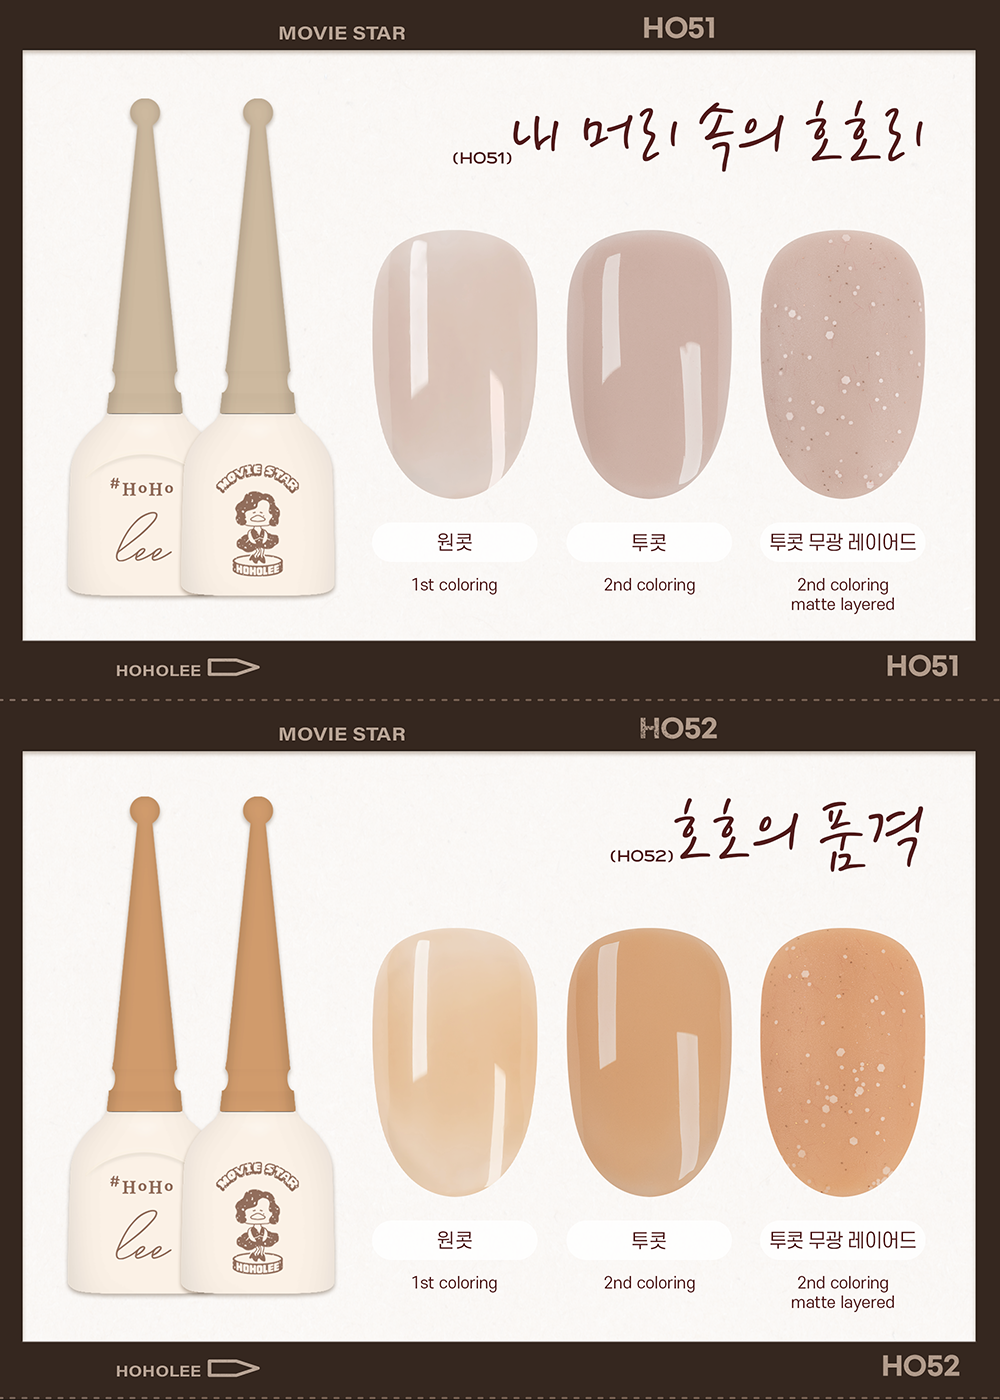 MOVIE STAR
HO51
내 머리 속의 호호리
(HO51)
#HoHo
lee
MOVIE STAR
HOHOLEE
원콧
투콧
투콧 무광 레이어드
1st coloring
2nd coloring
2nd coloring
matte layered
HOHOLEE
HO51
MOVIE STAR
HO52
호호의 품격
(HO52)
#HoHo
lee
MOVIE STAR
HOHOLEE
원콧
투콧
투콧 무광 레이어드
1st coloring
2nd coloring
2nd coloring
matte layered
HOHOLEE
HO52